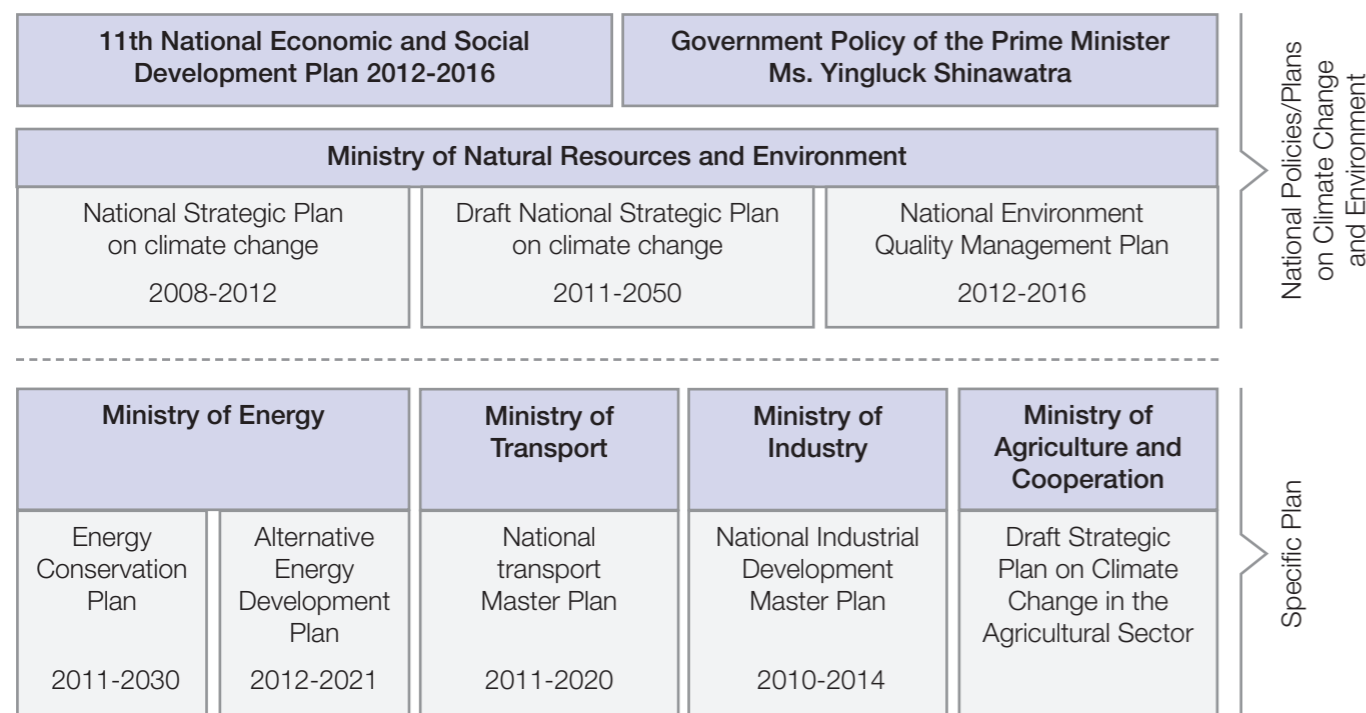 11th National Economic and Social
Development Plan 2012-2016
Government Policy of the Prime Minister
Ms. Yingluck Shinawatra
Ministry of Natural Resources and Environment
National Strategic Plan
on climate change
2008-2012
Draft National Strategic Plan
on climate change
2011-2050
National Environment
Quality Management Plan
2012-2016
National Policies/Plans
on Climate Change
and Environment
Ministry of Energy
Energy
Conservation
Plan
2011-2030
Alternative
Energy
Development
Plan
2012-2021
Ministry of
Transport
National
transport
Master Plan
2011-2020
Ministry of
Industry
National Industrial
Development
Master Plan
2010-2014
Ministry of
Agriculture and
Cooperation
Draft Strategic
Plan on Climate
Change in the
Agricultural Sector
Specific Plan